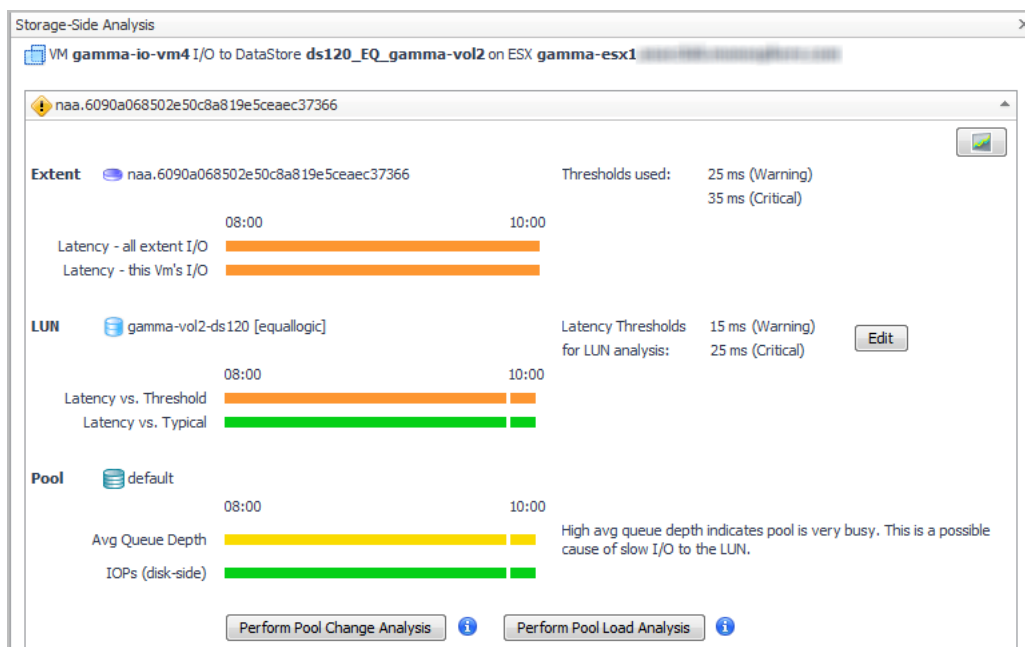 Storage-Side Analysis
VM gamma-io-vm4 I/O to DataStore ds120_EQ_gamma-vol2 on ESX gamma-esx1
naa.6090a068502e50c8a819e5ceaec37366
Extent naa.6090a068502e50c8a819e5ceaec37366 Thresholds used: 25 ms (Warning)
35 ms (Critical)
08:00 10:00
Latency - all extent I/O
Latency - this Vm's I/O
LUN gamma-vol2-ds120 [equallogic] Latency Thresholds 15 ms (Warning)
for LUN analysis: 25 ms (Critical) Edit
08:00 10:00
Latency vs. Threshold
Latency vs. Typical
Pool default
08:00 10:00
Avg Queue Depth High avg queue depth indicates pool is very busy. This is a possible
cause of slow I/O to the LUN.
IOPs (disk-side)
Perform Pool Change Analysis Perform Pool Load Analysis